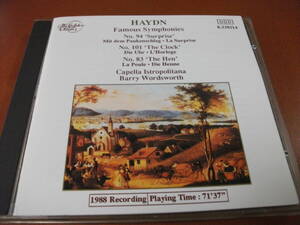 HAYDN
Famous Symphonies
No. 94 'Surprise'
Mit dem Paukenschlag - La Surprise
No. 101 'The Clock'
Die Uhr - L'Horloge
No. 83 'The Hen'
La Poule - Die Henne
Capella Istropolitana
Barry Wordsworth
1988 Recording
Playing Time : 71'37"